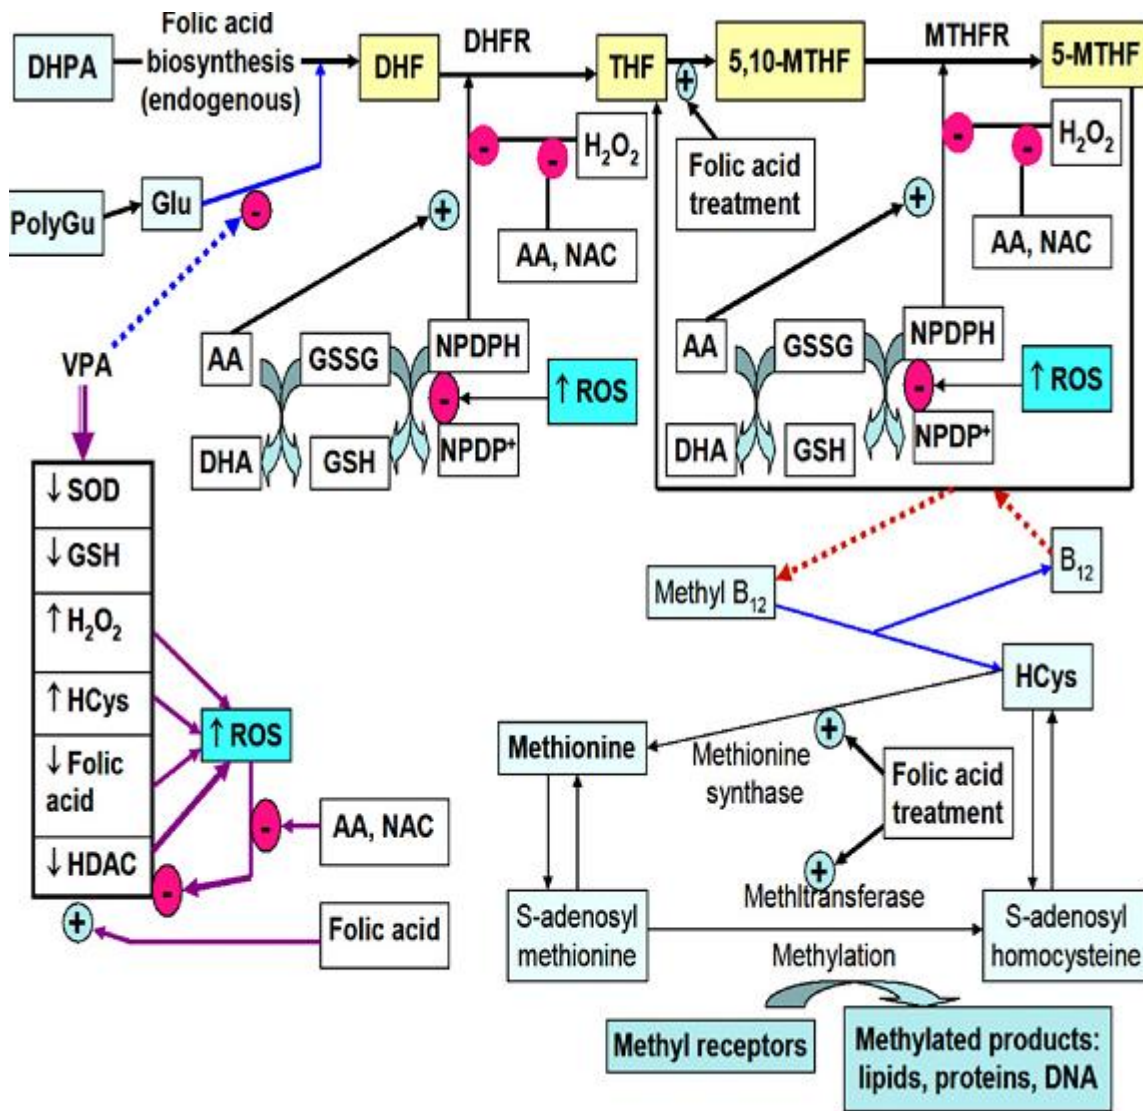 DHPA
Folic acid
biosynthesis
(endogenous)
DHF
DHFR
THF
5,10-MTHF
MTHFR
5-MTHF
+
-
-
H₂O₂
Folic acid
treatment
-
-
H₂O₂
PolyGu
Glu
-
+
AA, NAC
+
AA, NAC
VPA
AA
GSSG
NPDPH
↑ ROS
-
DHA
GSH
NPDP⁺
AA
GSSG
NPDPH
↑ ROS
-
DHA
GSH
NPDP⁺
↓ SOD
↓ GSH
↑ H₂O₂
↑ HCys
↓ Folic
acid
↓ HDAC
↑ ROS
-
AA, NAC
-
+
Folic acid
Methyl B₁₂
B₁₂
HCys
Methionine
+
Methionine
synthase
Folic acid
treatment
+
Methltransferase
S-adenosyl
methionine
S-adenosyl
homocysteine
Methylation
Methyl receptors
Methylated products:
lipids, proteins, DNA